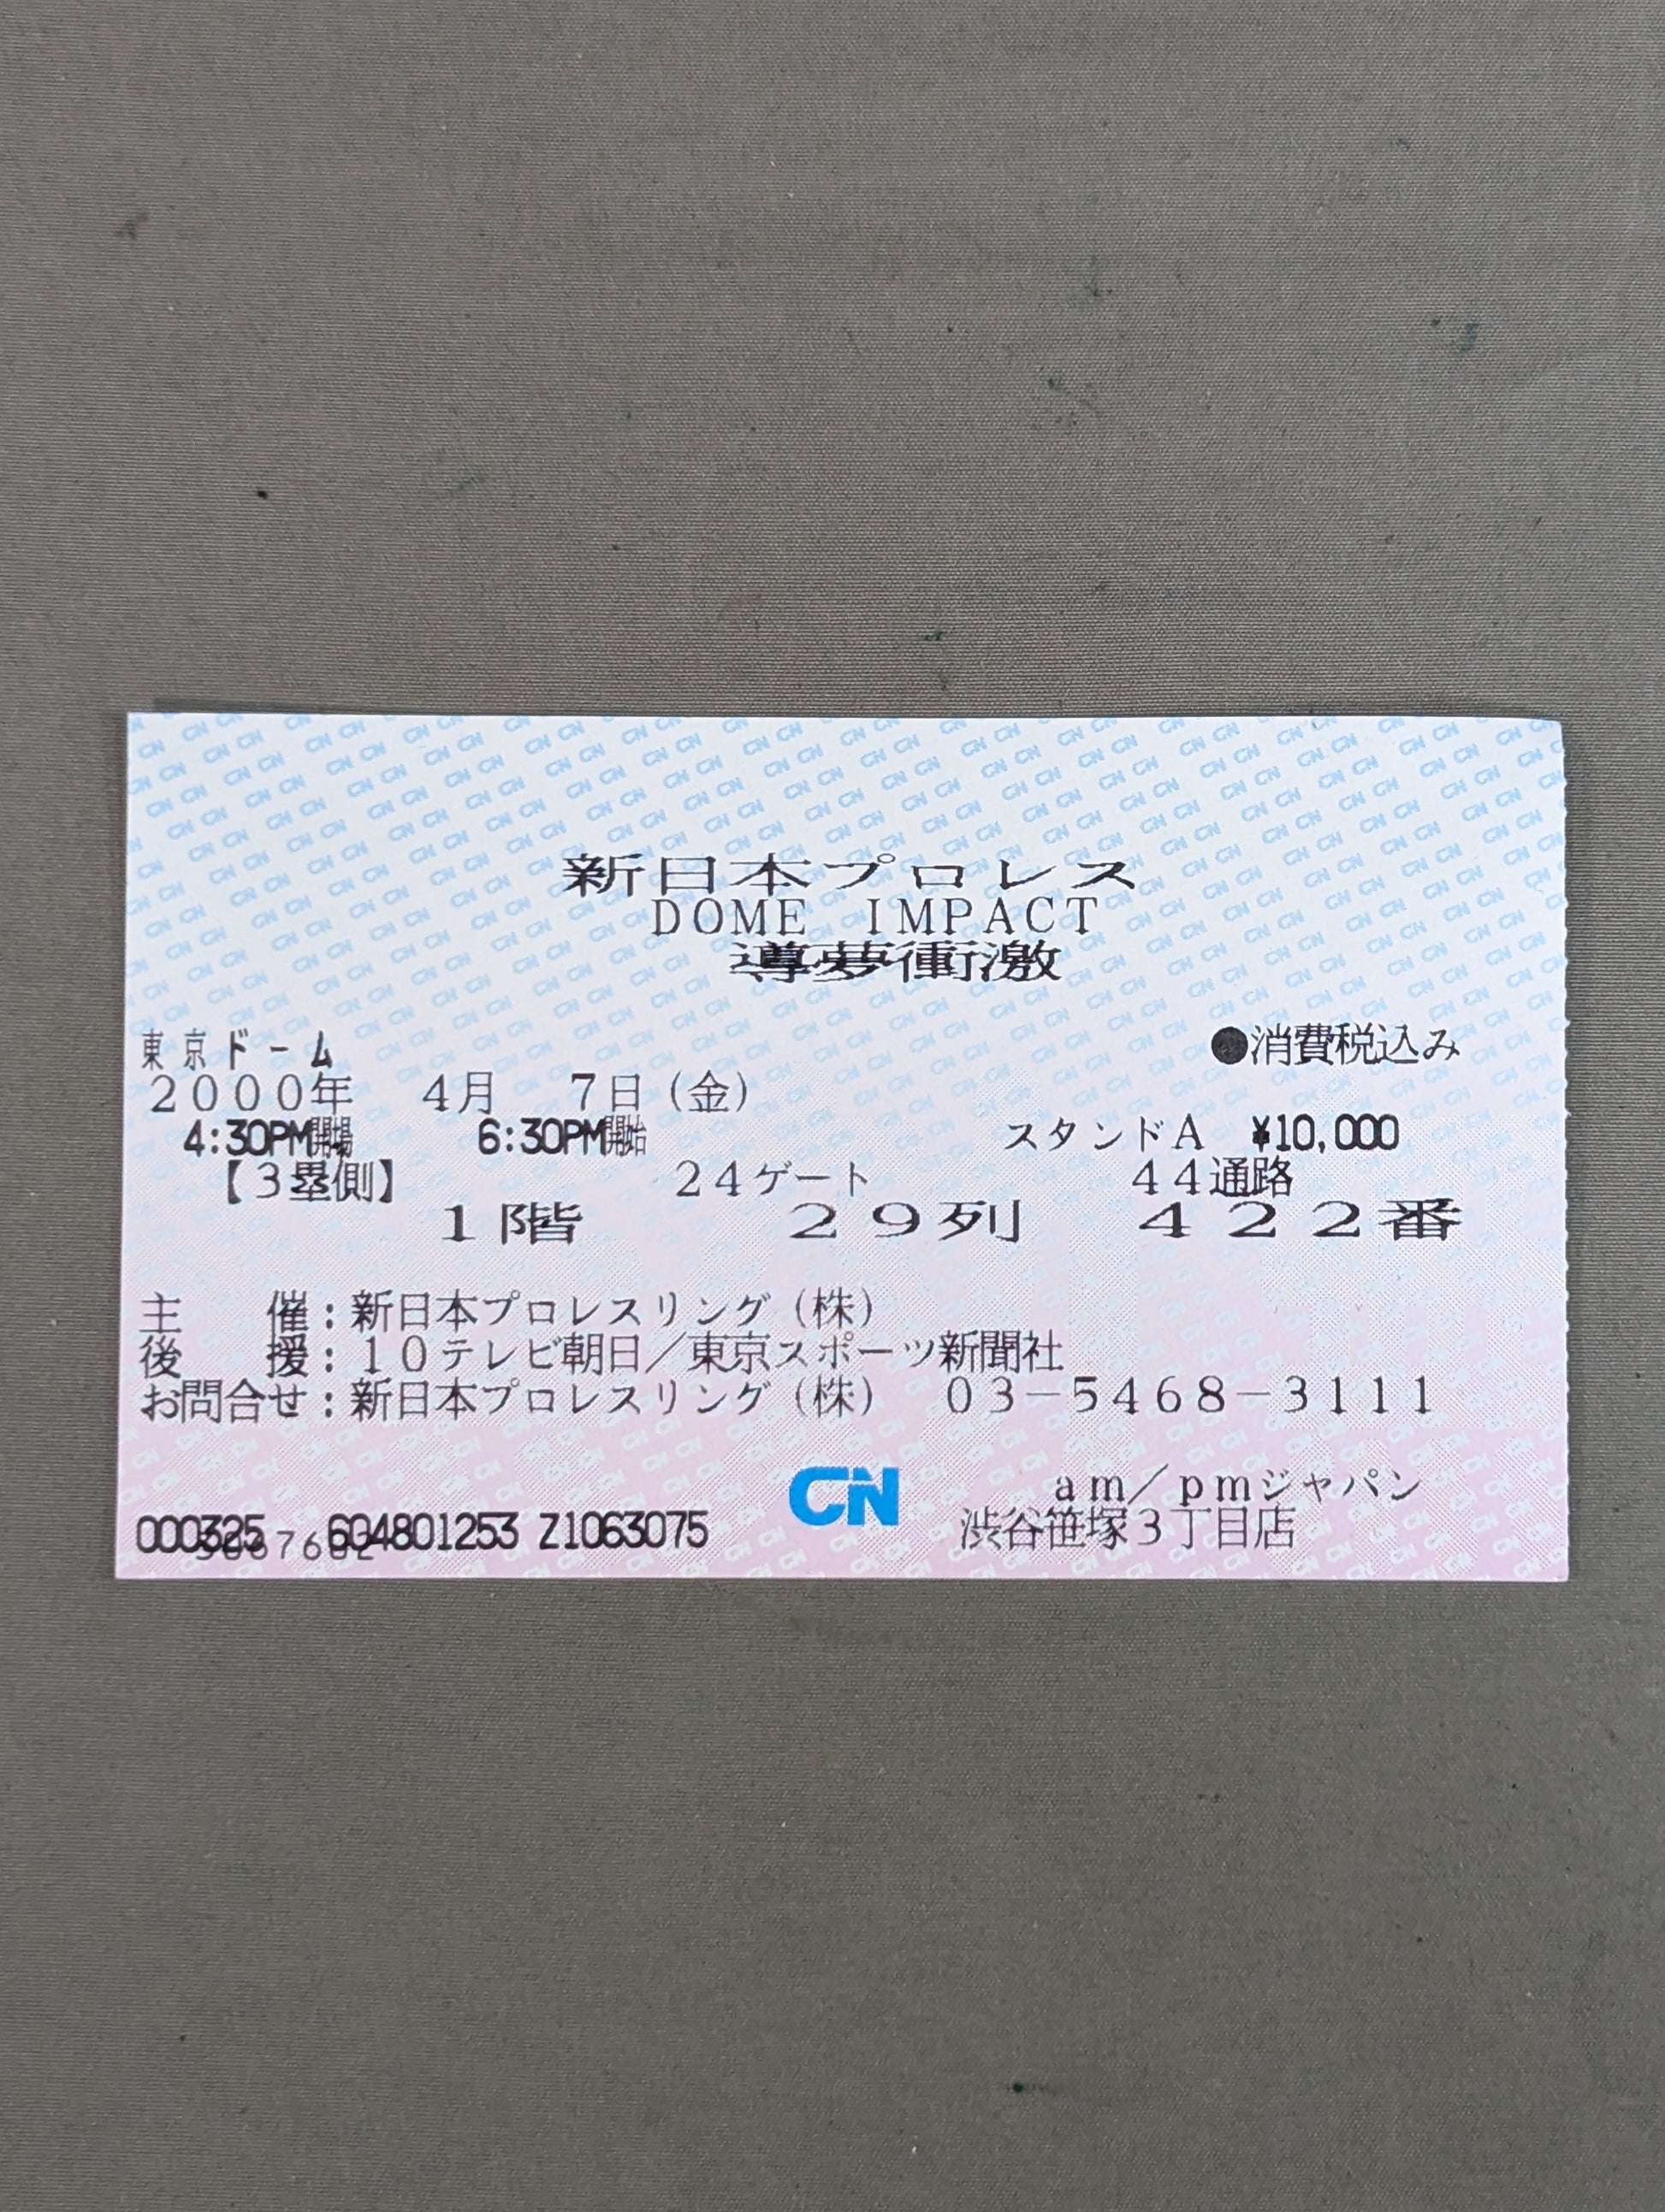 新日本プロレス
DOME IMPACT
導夢衝激
東京ドーム
●消費税込み
2000年 4月 7日(金)
4:30PM開場 6:30PM開始 スタンドA ¥10,000
【3塁側】 24ゲート 44通路
1階 29列 422番
主 催:新日本プロレスリング(株)
後 援:10テレビ朝日/東京スポーツ新聞社
お問合せ:新日本プロレスリング(株) 03-5468-3111
CN
am/pmジャパン
渋谷笹塚3丁目店
000325 604801253 Z1063075